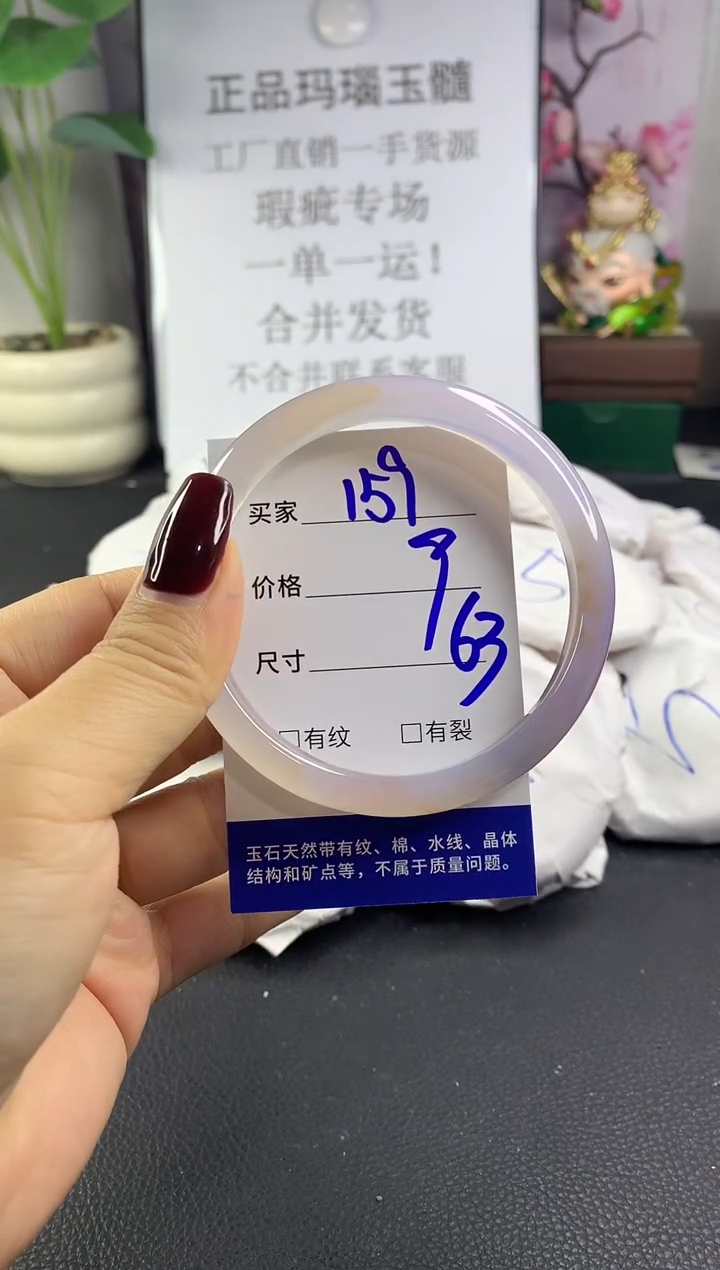 正品玛瑙玉髓
工厂直销一手货源
瑕疵专场
一单一运！
合并发货
不合并联系客服
买家 159
价格
尺寸 63
□有纹 □有裂
玉石天然带有纹、棉、水线、晶体
结构和矿点等，不属于质量问题。
5